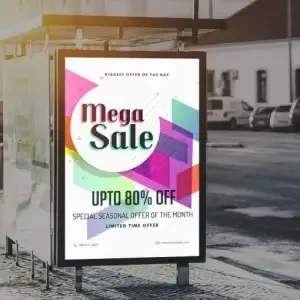 BIGGEST OFFER OF THE DAY
Mega
Sale
UPTO 80% OFF
SPECIAL SEASONAL OFFER OF THE MONTH
LIMITED TIME OFFER